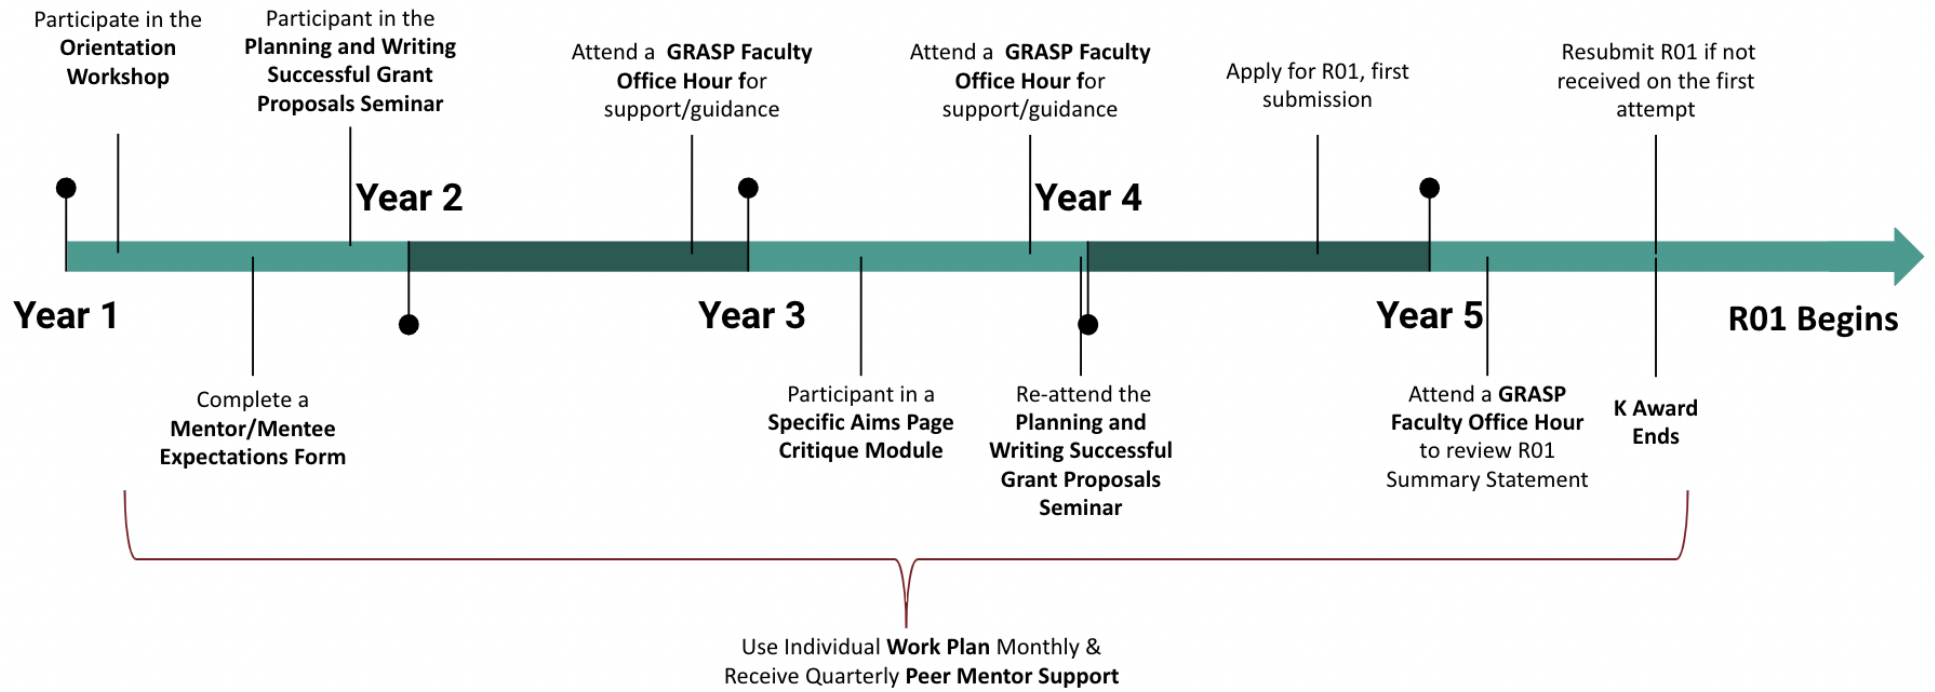 Participate in the
Orientation
Workshop
Participant in the
Planning and Writing
Successful Grant
Proposals Seminar
Attend a GRASP Faculty
Office Hour for
support/guidance
Attend a GRASP Faculty
Office Hour for
support/guidance
Apply for R01, first
submission
Resubmit R01 if not
received on the first
attempt
Year 2
Year 4
Year 1
Year 3
Year 5
R01 Begins
Complete a
Mentor/Mentee
Expectations Form
Participant in a
Specific Aims Page
Critique Module
Re-attend the
Planning and
Writing Successful
Grant Proposals
Seminar
Attend a GRASP
Faculty Office Hour
to review R01
Summary Statement
K Award
Ends
Use Individual Work Plan Monthly &
Receive Quarterly Peer Mentor Support